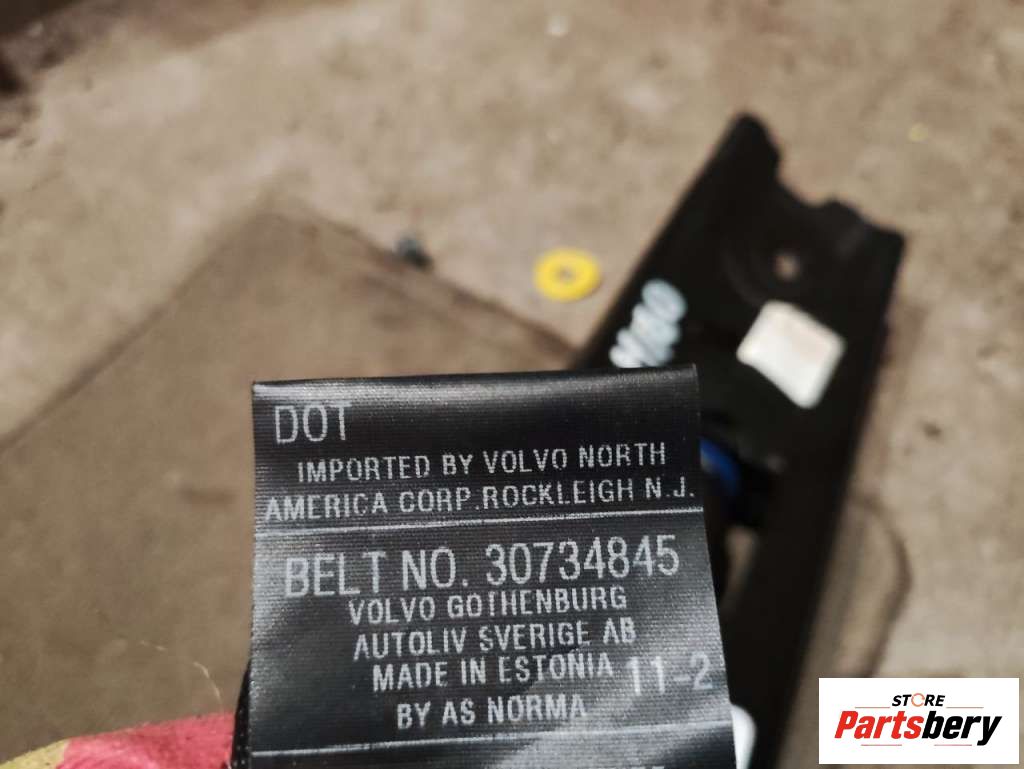 DOT
IMPORTED BY VOLVO NORTH
AMERICA CORP.ROCKLEIGH N.J.
BELT NO. 30734845
VOLVO GOTHENBURG
AUTOLIV SVERIGE AB
MADE IN ESTONIA 11-2
BY AS NORMA
STORE
Partsbery